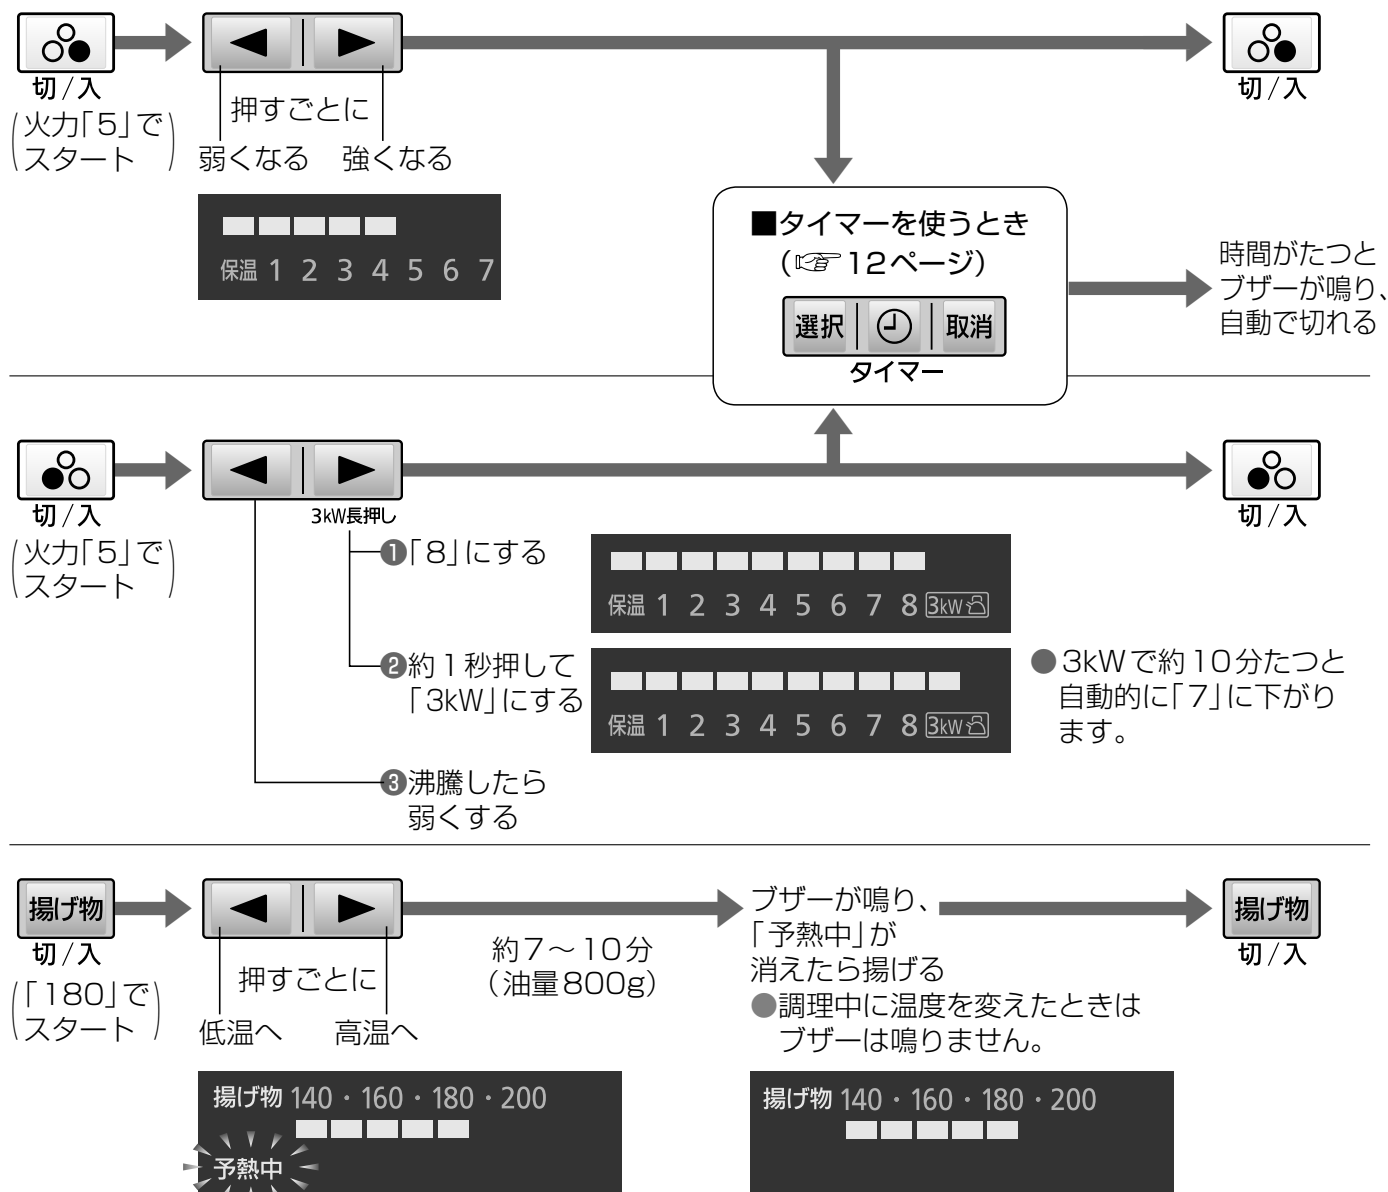 切/入
(火力「5」で
スタート)
押すごとに
弱くなる 強くなる
保温 1 2 3 4 5 6 7
■タイマーを使うとき
(☞12ページ)
選択 取消
タイマー
時間がたつと
ブザーが鳴り、
自動で切れる
切/入
切/入
(火力「5」で
スタート)
3kW長押し
❶「8」にする
保温 1 2 3 4 5 6 7 8 3kW
❷約1秒押して
「3kW」にする
保温 1 2 3 4 5 6 7 8 3kW
●3kWで約10分たつと
自動的に「7」に下がり
ます。
❸沸騰したら
弱くする
切/入
揚げ物
切/入
(「180」で
スタート)
押すごとに
低温へ 高温へ
揚げ物 140・160・180・200
予熱中
約7～10分
(油量800g)
ブザーが鳴り、
「予熱中」が
消えたら揚げる
●調理中に温度を変えたときは
ブザーは鳴りません。
揚げ物 140・160・180・200
揚げ物
切/入